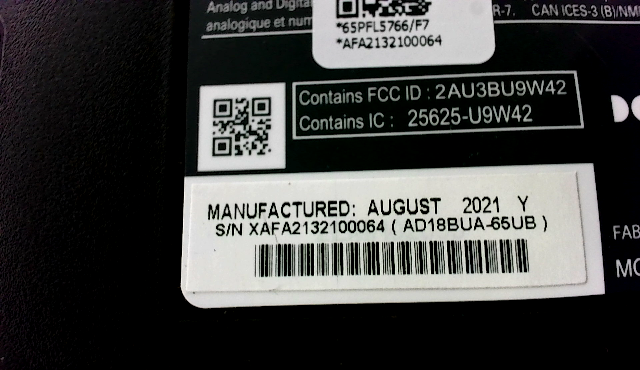 Analog and Digital
analogique et num
R-7. CAN ICES-3 (B)/NM
*65PFL5766/F7
*AFA2132100064
Contains FCC ID : 2AU3BU9W42
Contains IC : 25625-U9W42
MANUFACTURED: AUGUST 2021 Y
S/N XAFA2132100064 ( AD18BUA-65UB )
FAB
MO